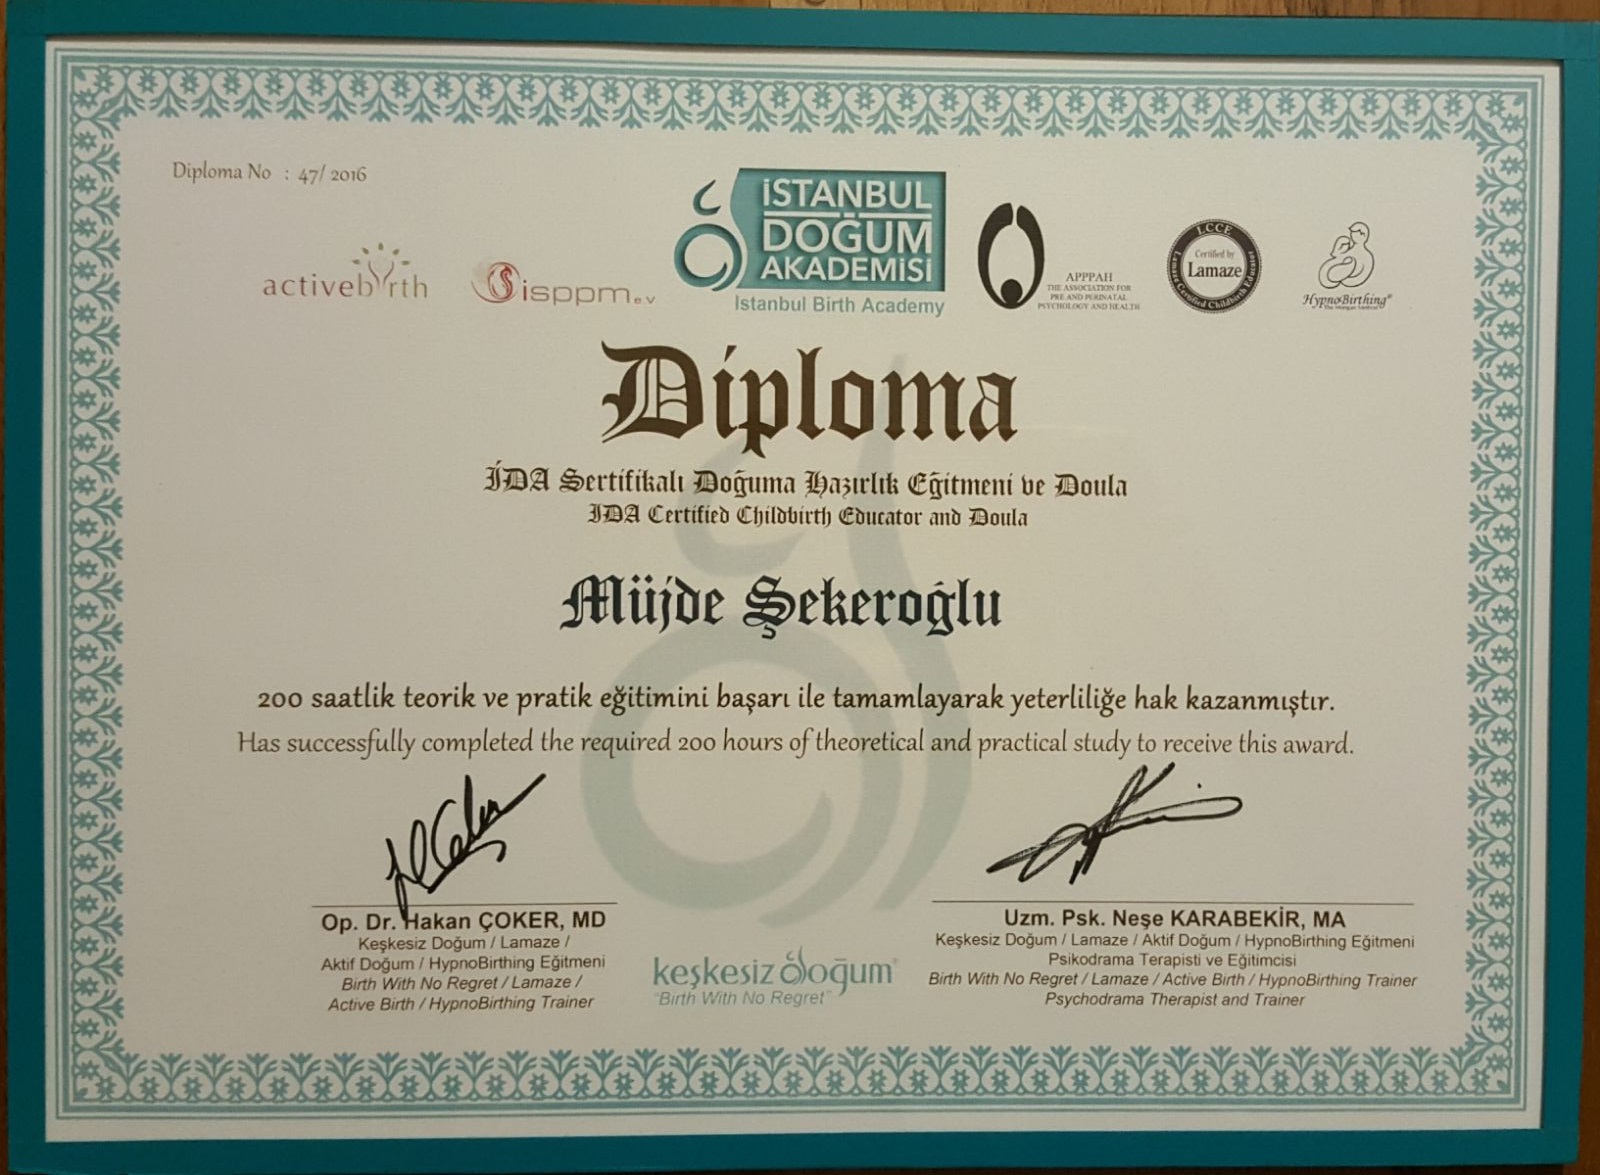 Diploma No : 47/ 2016
activebirth
isppm e.V
İSTANBUL
DOĞUM
AKADEMİSİ
Istanbul Birth Academy
APPPAH
THE ASSOCIATION FOR
PRE AND PERINATAL
PSYCHOLOGY AND HEALTH
LCCE
Certified by
Lamaze
Lamaze Certified Childbirth Educator
HypnoBirthing®
Diploma
İDA Sertifikalı Doğuma Hazırlık Eğitmeni ve Doula
IDA Certified Childbirth Educator and Doula
Müjde Şekeroğlu
200 saatlik teorik ve pratik eğitimini başarı ile tamamlayarak yeterliliğe hak kazanmıştır.
Has successfully completed the required 200 hours of theoretical and practical study to receive this award.
Op. Dr. Hakan ÇOKER, MD
Keşkesiz Doğum / Lamaze /
Aktif Doğum / HypnoBirthing Eğitmeni
Birth With No Regret / Lamaze /
Active Birth / HypnoBirthing Trainer
keşkesiz doğum®
"Birth With No Regret"
Uzm. Psk. Neşe KARABEKİR, MA
Keşkesiz Doğum / Lamaze / Aktif Doğum / HypnoBirthing Eğitmeni
Psikodrama Terapisti ve Eğitimcisi
Birth With No Regret / Lamaze / Active Birth / HypnoBirthing Trainer
Psychodrama Therapist and Trainer